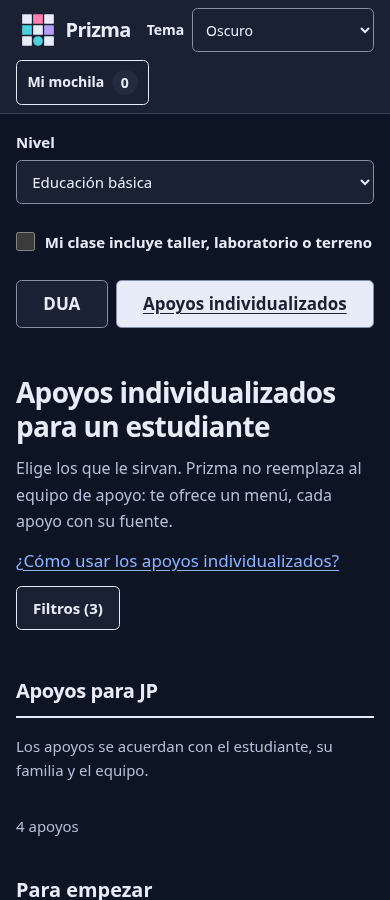 Prizma
Tema
Oscuro
Mi mochila 0
Nivel
Educación básica
Mi clase incluye taller, laboratorio o terreno
DUA
Apoyos individualizados
Apoyos individualizados
para un estudiante
Elige los que le sirvan. Prizma no reemplaza al
equipo de apoyo: te ofrece un menú, cada
apoyo con su fuente.
¿Cómo usar los apoyos individualizados?
Filtros (3)
Apoyos para JP
Los apoyos se acuerdan con el estudiante, su
familia y el equipo.
4 apoyos
Para empezar